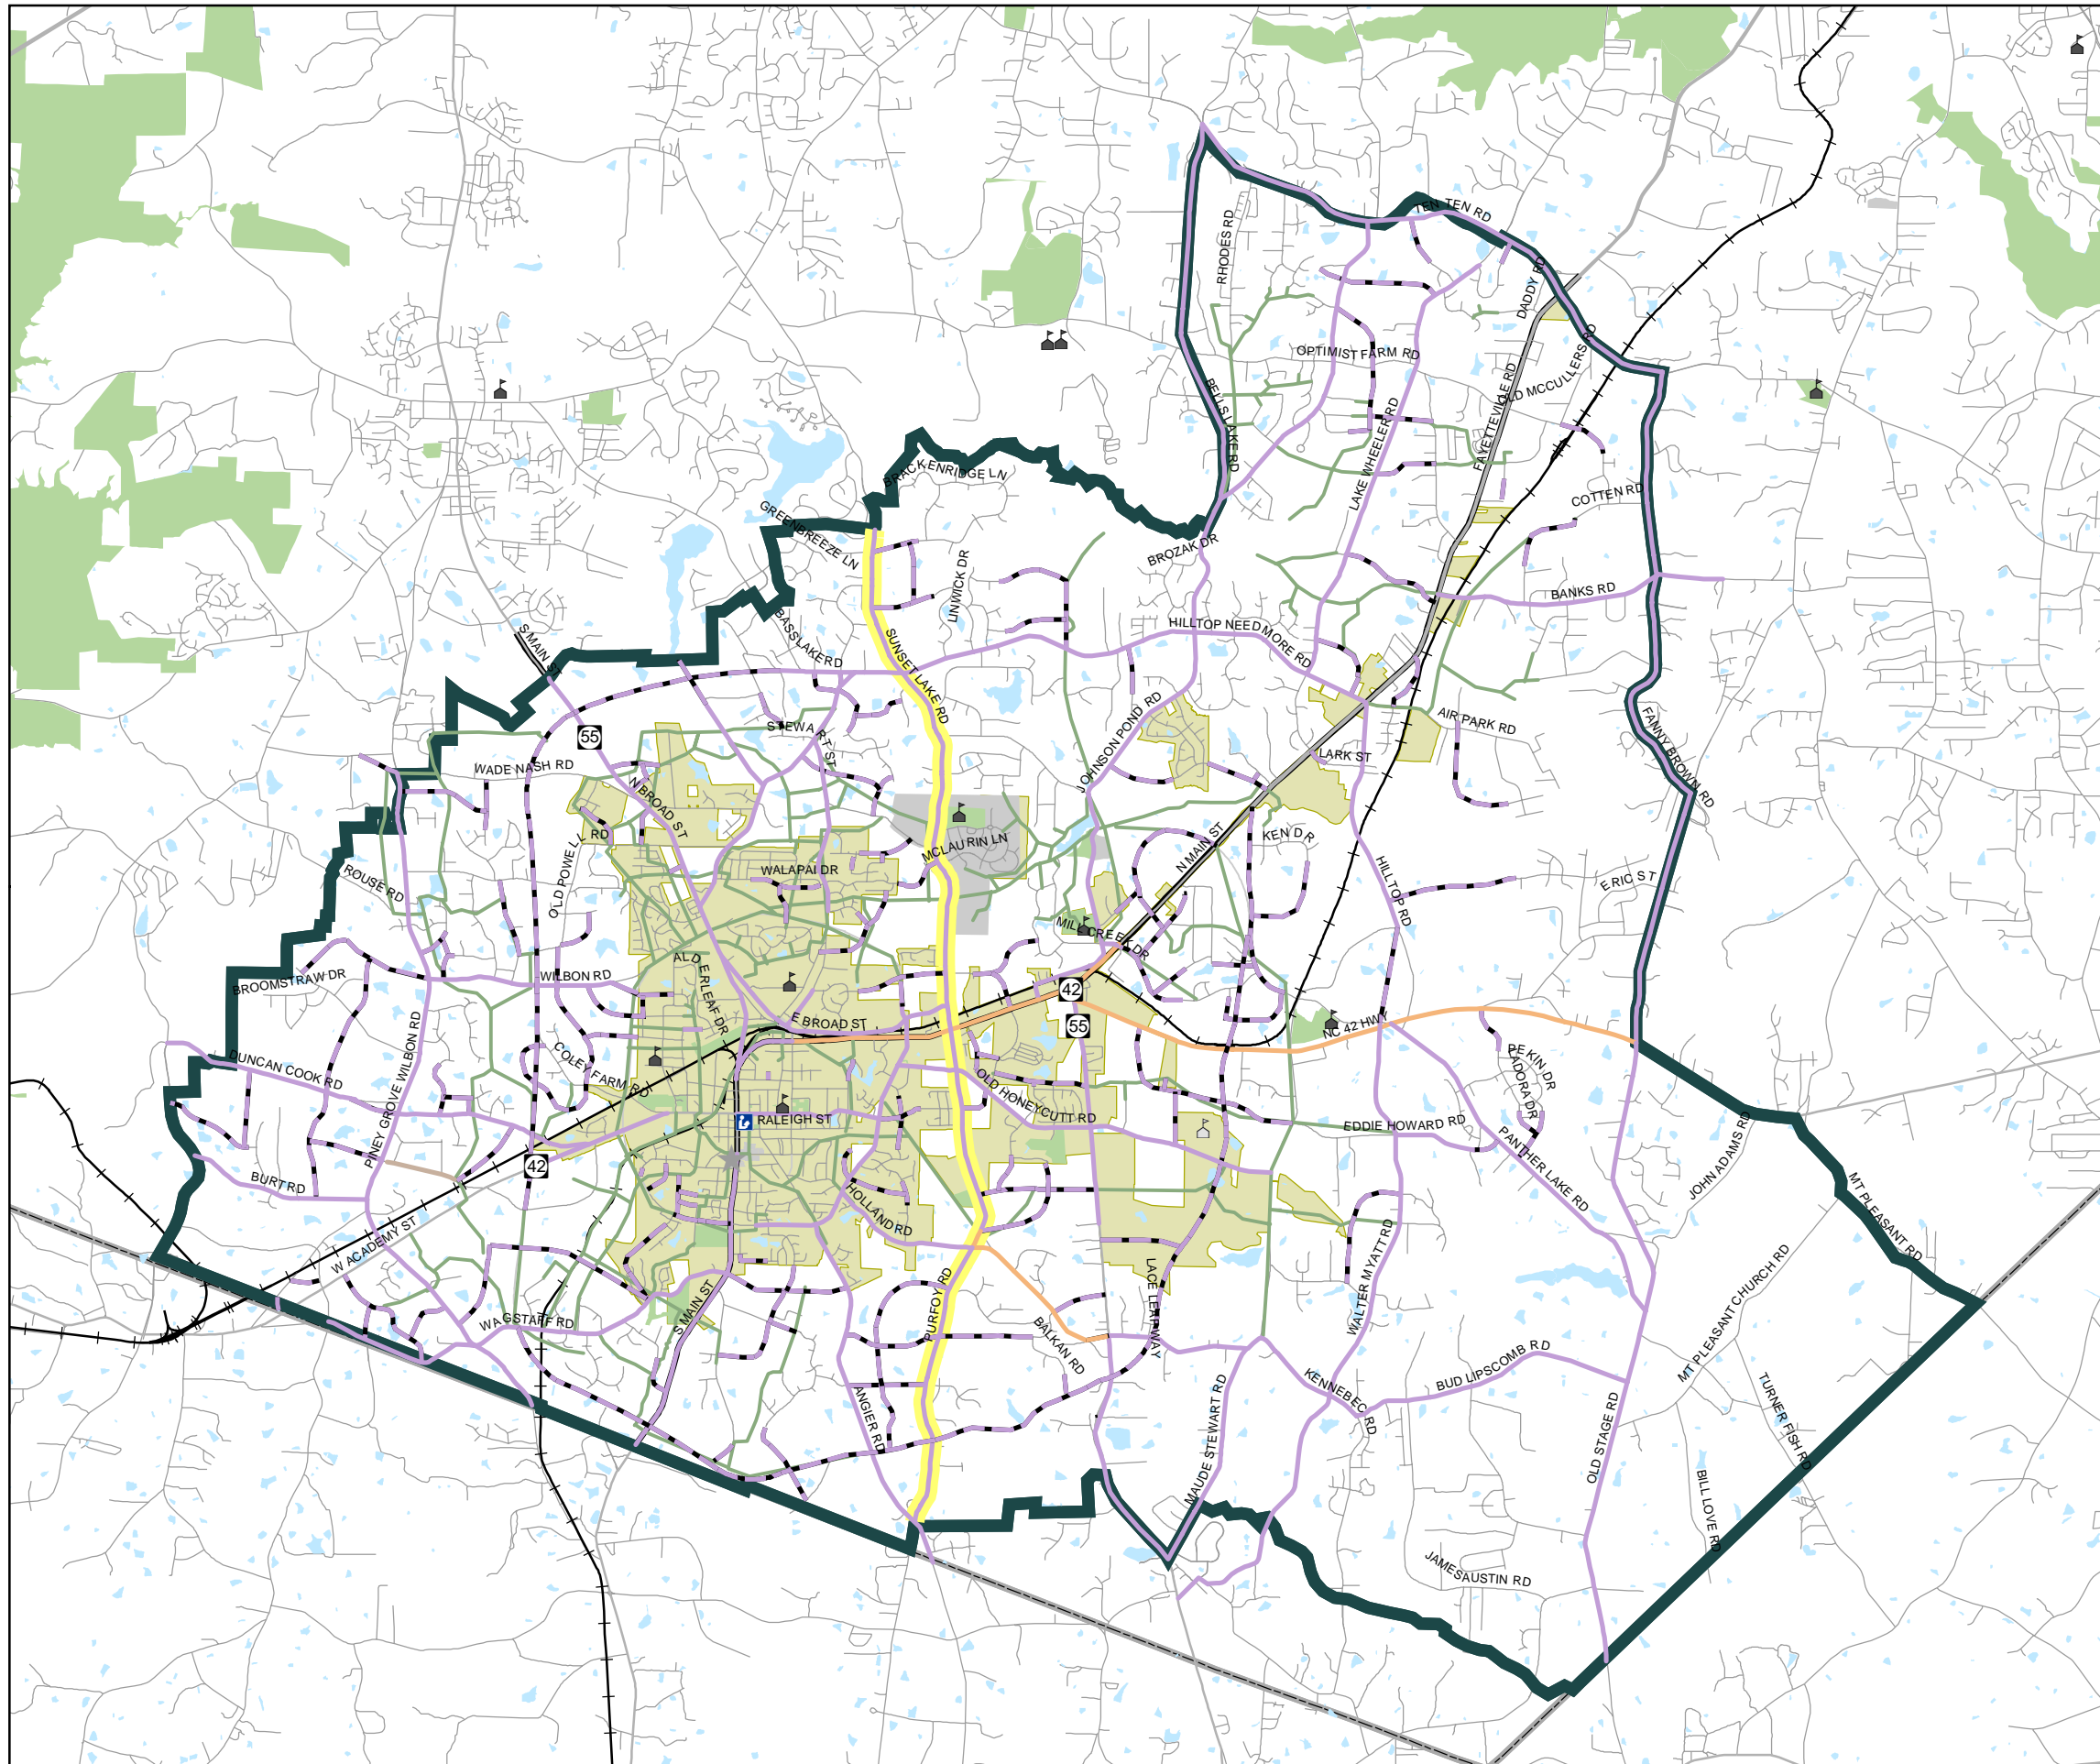 TEN TEN RD
RHODES RD
DADDY RD
OPTIMIST FARM RD
OLD MCCULLERS RD
FAYETTEVILLE RD
BELLS LAKE RD
LAKE WHEELER RD
BRACKENRIDGE LN
COTTEN RD
GREENBREEZE LN
BROZAK DR
LINWICK DR
BANKS RD
S MAIN ST
BASS LAKE RD
SUNSET LAKE RD
HILLTOP NEEDMORE RD
55
STEWART ST
JOHNSON POND RD
AIR PARK RD
FANNY BROWN RD
LARK ST
WADE NASH RD
N BROAD ST
OLD POWELL RD
MCLAURIN LN
N MAIN ST
KEN DR
ROUSE RD
WALAPAI DR
HILLTOP RD
ERIC ST
MILL CREEK DR
BROOMSTRAW DR
WILBON RD
ALDERLEAF DR
42
E BROAD ST
55
NC 42 HWY
DUNCAN COOK RD
PINEY GROVE WILBON RD
COLEY FARM RD
OLD HONEYCUTT RD
DEKIN DR
ADORA DR
RALEIGH ST
EDDIE HOWARD RD
PANTHER LAKE RD
JOHN ADAMS RD
42
BURT RD
HOLLAND RD
MT PLEASANT RD
W ACADEMY ST
LACE LEAF WAY
WALTER MYATT RD
MT PLEASANT CHURCH RD
WAGSTAFF RD
S MAIN ST
PURFOY RD
BALKAN RD
ANGIER RD
MAUDE STEWART RD
KENNEBEC RD
BUD LIPSCOMB RD
OLD STAGE RD
TURNER FISH RD
BILL LOVE RD
JAMES AUSTIN RD